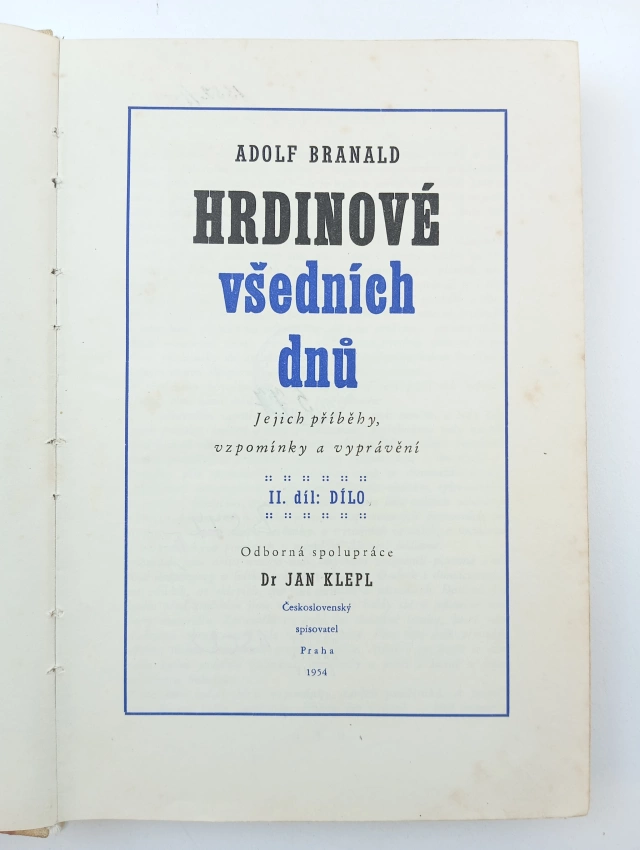 ADOLF BRANALD
HRDINOVÉ
všedních
dnů
Jejich příběhy,
vzpomínky a vyprávění
II. díl: DÍLO
Odborná spolupráce
Dr JAN KLEPL
Československý
spisovatel
Praha
1954